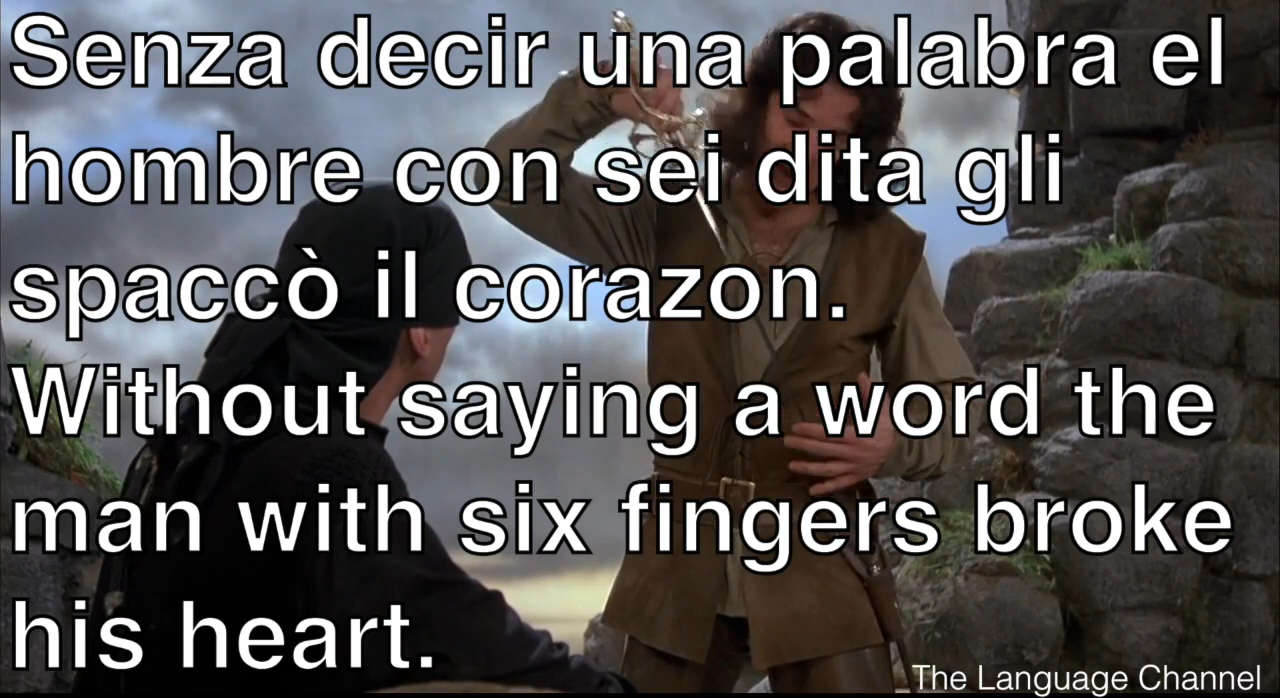 Senza decir una palabra el
hombre con sei dita gli
spaccò il corazon.
Without saying a word the
man with six fingers broke
his heart.
The Language Channel